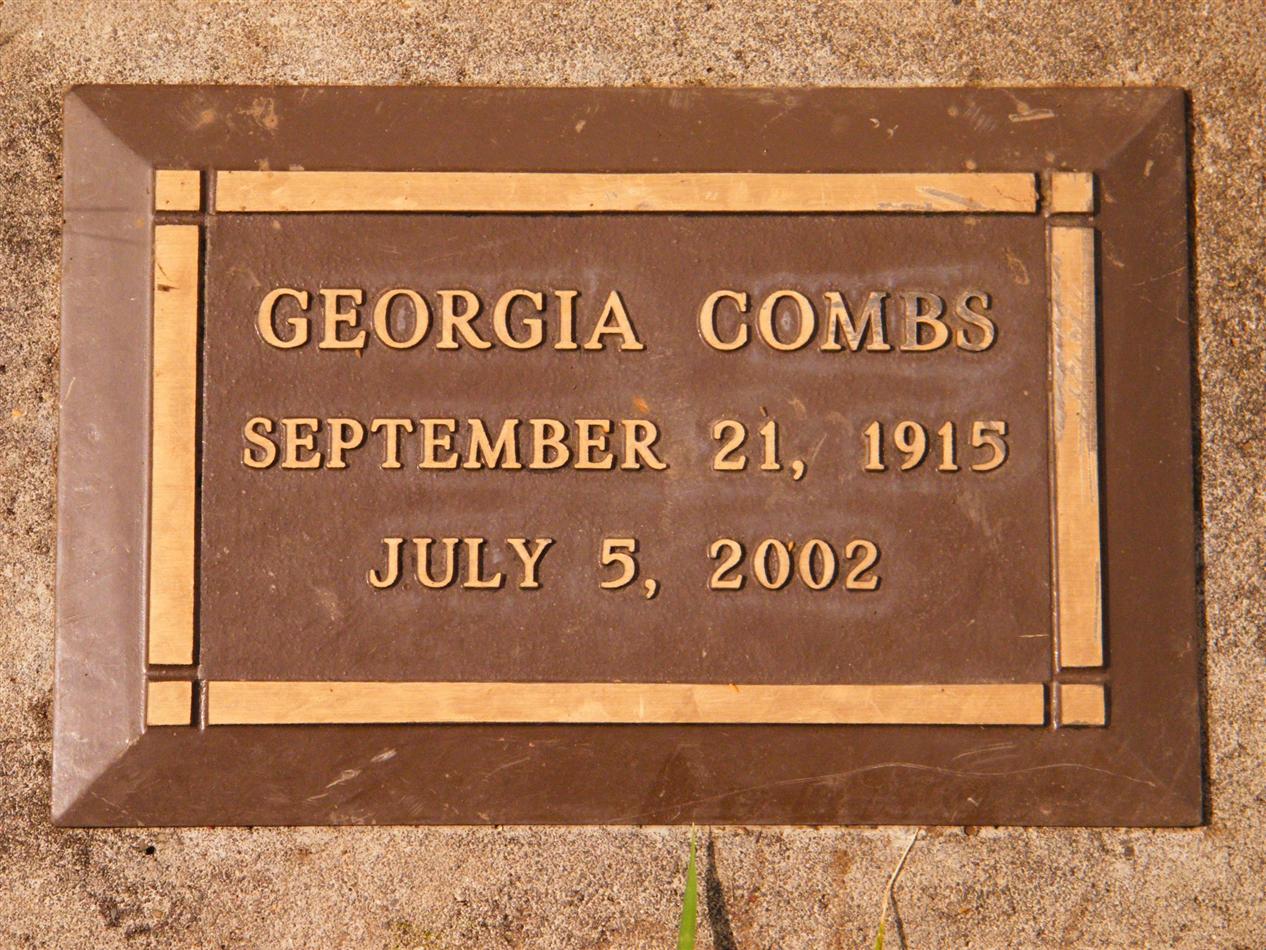 GEORGIA COMBS
SEPTEMBER 21, 1915
JULY 5, 2002